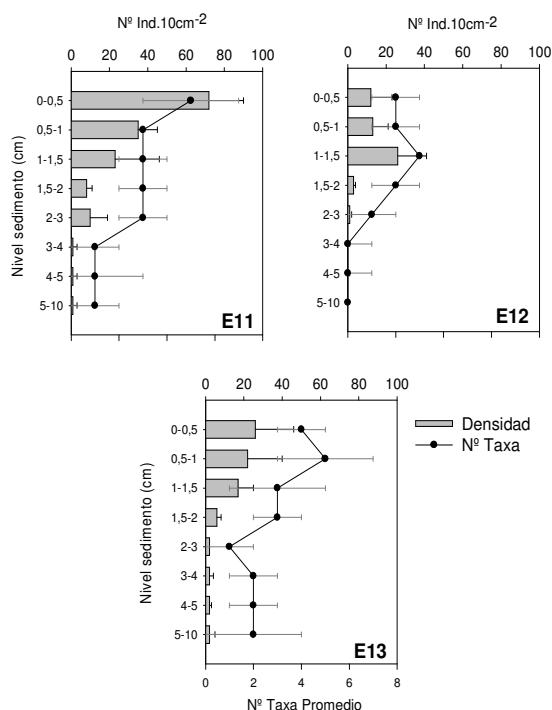 Nº Ind.10cm-2
0 20 40 60 80 100
Nivel sedimento (cm)
0-0,5
0,5-1
1-1,5
1,5-2
2-3
3-4
4-5
5-10
E11
Nº Ind.10cm-2
0 20 40 60 80 100
0-0,5
0,5-1
1-1,5
1,5-2
2-3
3-4
4-5
5-10
E12
0 20 40 60 80 100
Nivel sedimento (cm)
0-0,5
0,5-1
1-1,5
1,5-2
2-3
3-4
4-5
5-10
E13
0 2 4 6 8
Nº Taxa Promedio
Densidad
Nº Taxa